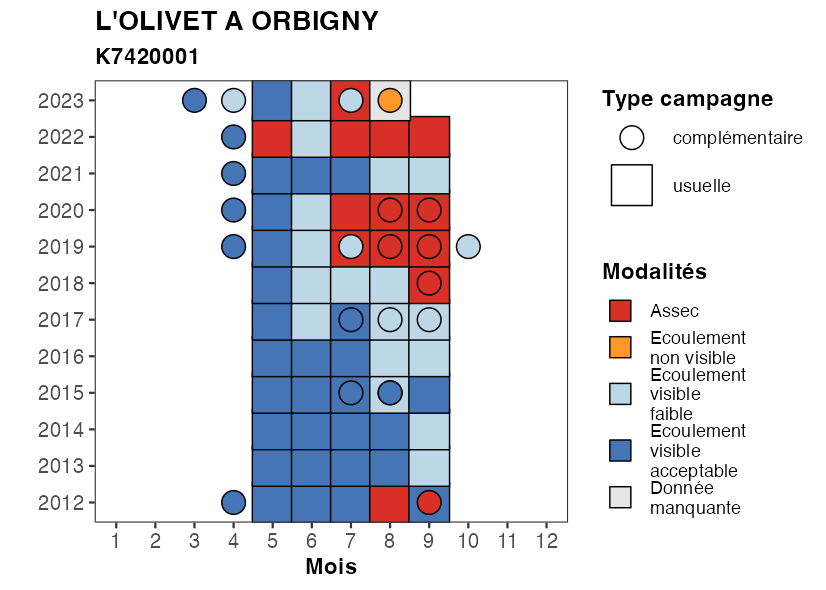 L'OLIVET A ORBIGNY
K7420001
2023
2022
2021
2020
2019
2018
2017
2016
2015
2014
2013
2012
1 2 3 4 5 6 7 8 9 10 11 12
Mois
Type campagne
complémentaire
usuelle
Modalités
Assec
Ecoulement
non visible
Ecoulement
visible
faible
Ecoulement
visible
acceptable
Donnée
manquante